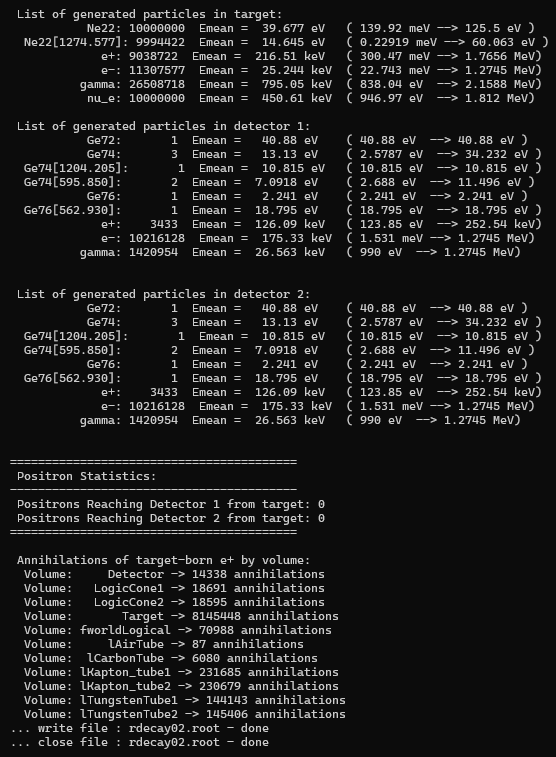 List of generated particles in target:
Ne22: 10000000 Emean = 39.677 eV ( 139.92 meV --> 125.5 eV )
Ne22[1274.577]: 9994422 Emean = 14.645 eV ( 0.22919 meV --> 60.063 eV )
e+: 9038722 Emean = 216.51 keV ( 300.47 meV --> 1.7656 MeV)
e-: 11307577 Emean = 25.244 keV ( 22.743 meV --> 1.2745 MeV)
gamma: 26508718 Emean = 795.05 keV ( 838.04 eV --> 2.1588 MeV)
nu_e: 10000000 Emean = 450.61 keV ( 946.97 eV --> 1.812 MeV)
List of generated particles in detector 1:
Ge72: 1 Emean = 40.88 eV ( 40.88 eV --> 40.88 eV )
Ge74: 3 Emean = 13.13 eV ( 2.5787 eV --> 34.232 eV )
Ge74[1204.205]: 1 Emean = 10.815 eV ( 10.815 eV --> 10.815 eV )
Ge74[595.850]: 2 Emean = 7.0918 eV ( 2.688 eV --> 11.496 eV )
Ge76: 1 Emean = 2.241 eV ( 2.241 eV --> 2.241 eV )
Ge76[562.930]: 1 Emean = 18.795 eV ( 18.795 eV --> 18.795 eV )
e+: 3433 Emean = 126.09 keV ( 123.85 eV --> 252.54 keV)
e-: 10216128 Emean = 175.33 keV ( 1.531 meV --> 1.2745 MeV)
gamma: 1420954 Emean = 26.563 keV ( 990 eV --> 1.2745 MeV)
List of generated particles in detector 2:
Ge72: 1 Emean = 40.88 eV ( 40.88 eV --> 40.88 eV )
Ge74: 3 Emean = 13.13 eV ( 2.5787 eV --> 34.232 eV )
Ge74[1204.205]: 1 Emean = 10.815 eV ( 10.815 eV --> 10.815 eV )
Ge74[595.850]: 2 Emean = 7.0918 eV ( 2.688 eV --> 11.496 eV )
Ge76: 1 Emean = 2.241 eV ( 2.241 eV --> 2.241 eV )
Ge76[562.930]: 1 Emean = 18.795 eV ( 18.795 eV --> 18.795 eV )
e+: 3433 Emean = 126.09 keV ( 123.85 eV --> 252.54 keV)
e-: 10216128 Emean = 175.33 keV ( 1.531 meV --> 1.2745 MeV)
gamma: 1420954 Emean = 26.563 keV ( 990 eV --> 1.2745 MeV)
=========================================
Positron Statistics:
-----------------------------------------
Positrons Reaching Detector 1 from target: 0
Positrons Reaching Detector 2 from target: 0
=========================================
Annihilations of target-born e+ by volume:
Volume: Detector -> 14338 annihilations
Volume: LogicCone1 -> 18691 annihilations
Volume: LogicCone2 -> 18595 annihilations
Volume: Target -> 8145448 annihilations
Volume: fworldLogical -> 70988 annihilations
Volume: lAirTube -> 87 annihilations
Volume: lCarbonTube -> 6080 annihilations
Volume: lKapton_tube1 -> 231685 annihilations
Volume: lKapton_tube2 -> 230679 annihilations
Volume: lTungstenTube1 -> 144143 annihilations
Volume: lTungstenTube2 -> 145406 annihilations
... write file : rdecay02.root - done
... close file : rdecay02.root - done